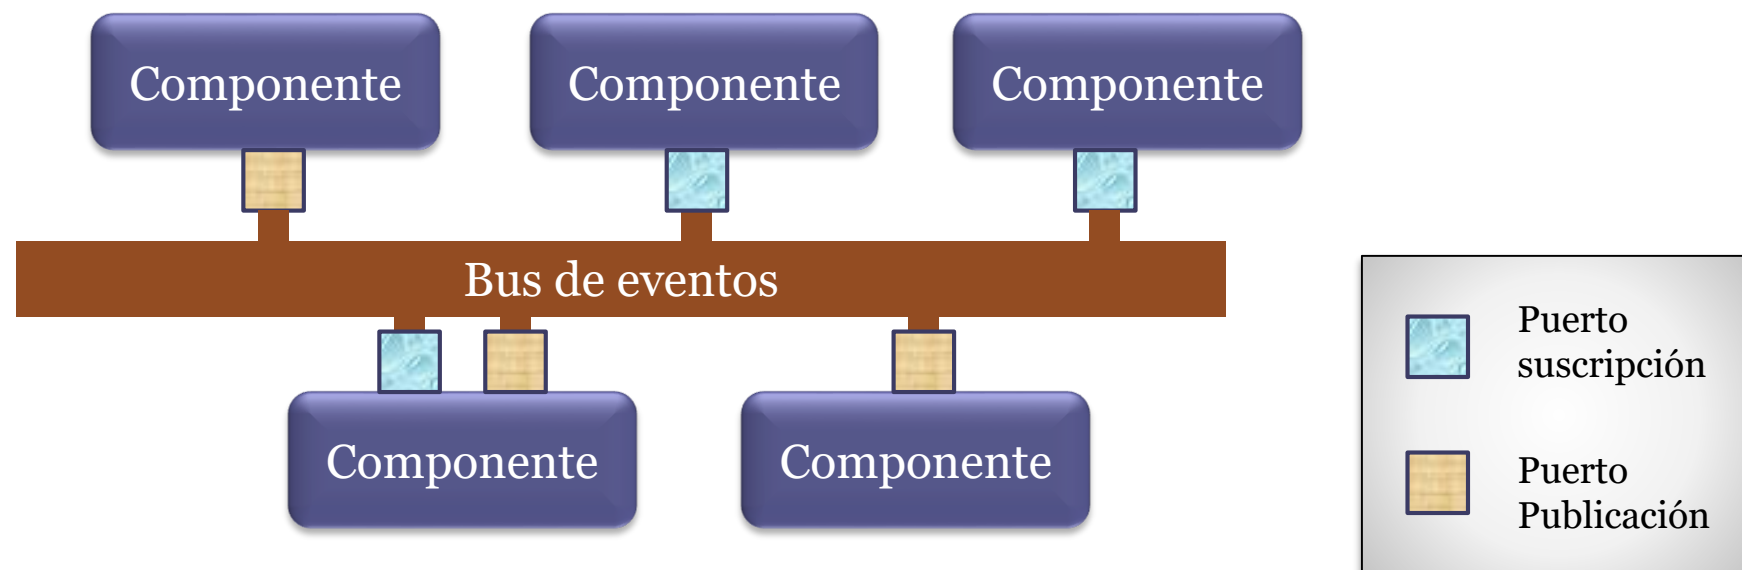 Componente
Componente
Componente
Bus de eventos
Componente
Componente
Puerto
suscripción
Puerto
Publicación